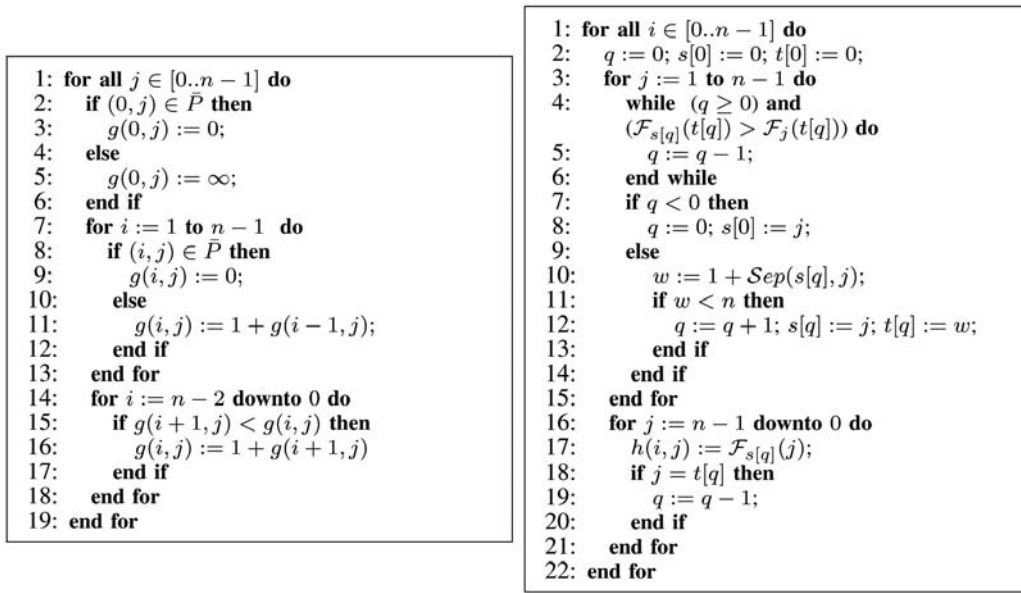 1: for all j ∈ [0..n − 1] do
2: if (0, j) ∈ P̄ then
3: g(0, j) := 0;
4: else
5: g(0, j) := ∞;
6: end if
7: for i := 1 to n − 1 do
8: if (i, j) ∈ P̄ then
9: g(i, j) := 0;
10: else
11: g(i, j) := 1 + g(i − 1, j);
12: end if
13: end for
14: for i := n − 2 downto 0 do
15: if g(i + 1, j) < g(i, j) then
16: g(i, j) := 1 + g(i + 1, j)
17: end if
18: end for
19: end for
1: for all i ∈ [0..n − 1] do
2: q := 0; s[0] := 0; t[0] := 0;
3: for j := 1 to n − 1 do
4: while (q ≥ 0) and
(ℱ_{s[q]}(t[q]) > ℱ_j(t[q])) do
5: q := q − 1;
6: end while
7: if q < 0 then
8: q := 0; s[0] := j;
9: else
10: w := 1 + 𝒮ep(s[q], j);
11: if w < n then
12: q := q + 1; s[q] := j; t[q] := w;
13: end if
14: end if
15: end for
16: for j := n − 1 downto 0 do
17: h(i, j) := ℱ_{s[q]}(j);
18: if j = t[q] then
19: q := q − 1;
20: end if
21: end for
22: end for